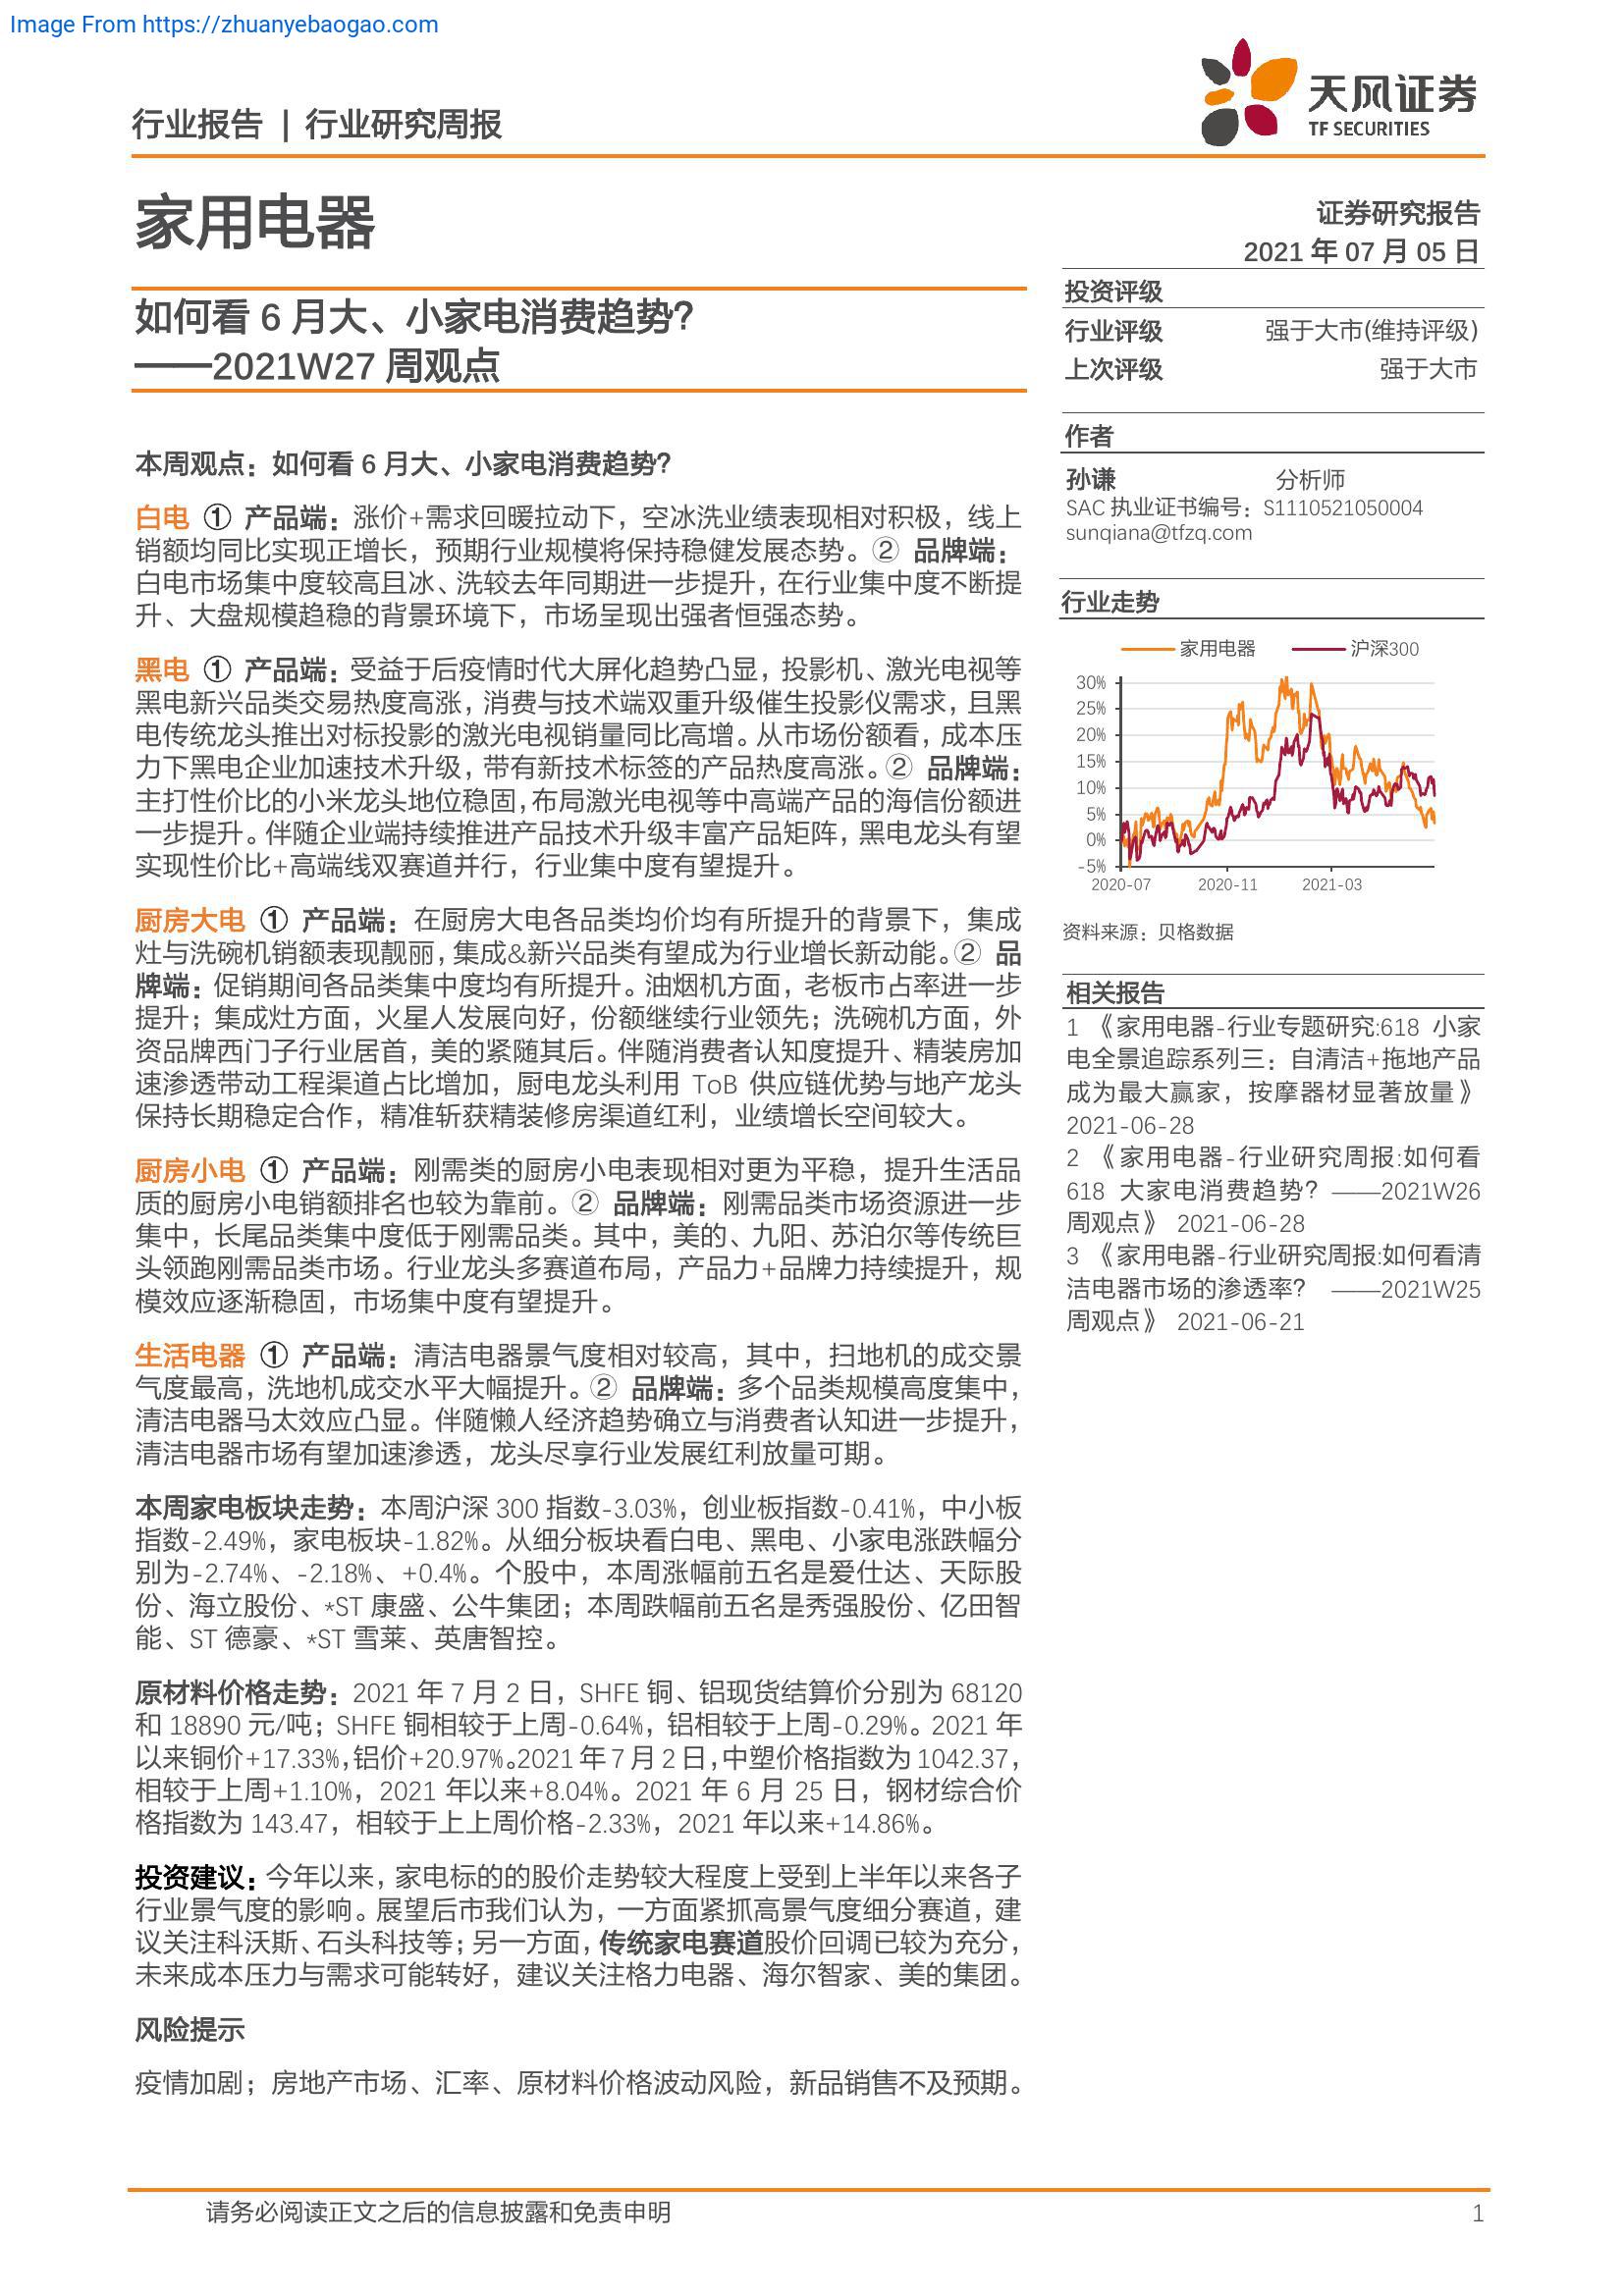 Image From https://zhuanyebaogao.com
行业报告 | 行业研究周报
天风证券
TF SECURITIES
家用电器
证券研究报告
2021 年 07 月 05 日
如何看 6 月大、小家电消费趋势?
——2021W27 周观点
本周观点：如何看 6 月大、小家电消费趋势?
白电 ① 产品端：涨价+需求回暖拉动下，空冰洗业绩表现相对积极，线上
销额均同比实现正增长，预期行业规模将保持稳健发展态势。② 品牌端：
白电市场集中度较高且冰、洗较去年同期进一步提升，在行业集中度不断提
升、大盘规模趋稳的背景环境下，市场呈现出强者恒强态势。
黑电 ① 产品端：受益于后疫情时代大屏化趋势凸显，投影机、激光电视等
黑电新兴品类交易热度高涨，消费与技术端双重升级催生投影仪需求，且黑
电传统龙头推出对标投影的激光电视销量同比高增。从市场份额看，成本压
力下黑电企业加速技术升级，带有新技术标签的产品热度高涨。② 品牌端：
主打性价比的小米龙头地位稳固，布局激光电视等中高端产品的海信份额进
一步提升。伴随企业端持续推进产品技术升级丰富产品矩阵，黑电龙头有望
实现性价比+高端线双赛道并行，行业集中度有望提升。
厨房大电 ① 产品端：在厨房大电各品类均价均有所提升的背景下，集成
灶与洗碗机销额表现靓丽，集成&新兴品类有望成为行业增长新动能。② 品
牌端：促销期间各品类集中度均有所提升。油烟机方面，老板市占率进一步
提升；集成灶方面，火星人发展向好，份额继续行业领先；洗碗机方面，外
资品牌西门子行业居首，美的紧随其后。伴随消费者认知度提升、精装房加
速渗透带动工程渠道占比增加，厨电龙头利用 ToB 供应链优势与地产龙头
保持长期稳定合作，精准斩获精装修房渠道红利，业绩增长空间较大。
厨房小电 ① 产品端：刚需类的厨房小电表现相对更为平稳，提升生活品
质的厨房小电销额排名也较为靠前。② 品牌端：刚需品类市场资源进一步
集中，长尾品类集中度低于刚需品类。其中，美的、九阳、苏泊尔等传统巨
头领跑刚需品类市场。行业龙头多赛道布局，产品力+品牌力持续提升，规
模效应逐渐稳固，市场集中度有望提升。
生活电器 ① 产品端：清洁电器景气度相对较高，其中，扫地机的成交景
气度最高，洗地机成交水平大幅提升。② 品牌端：多个品类规模高度集中，
清洁电器马太效应凸显。伴随懒人经济趋势确立与消费者认知进一步提升，
清洁电器市场有望加速渗透，龙头尽享行业发展红利放量可期。
本周家电板块走势：本周沪深 300 指数-3.03%，创业板指数-0.41%，中小板
指数-2.49%，家电板块-1.82%。从细分板块看白电、黑电、小家电涨跌幅分
别为-2.74%、-2.18%、+0.4%。个股中，本周涨幅前五名是爱仕达、天际股
份、海立股份、*ST 康盛、公牛集团；本周跌幅前五名是秀强股份、亿田智
能、ST 德豪、*ST 雪莱、英唐智控。
原材料价格走势：2021 年 7 月 2 日，SHFE 铜、铝现货结算价分别为 68120
和 18890 元/吨；SHFE 铜相较于上周-0.64%，铝相较于上周-0.29%。2021 年
以来铜价+17.33%，铝价+20.97%。2021 年 7 月 2 日，中塑价格指数为 1042.37，
相较于上周+1.10%，2021 年以来+8.04%。2021 年 6 月 25 日，钢材综合价
格指数为 143.47，相较于上上周价格-2.33%，2021 年以来+14.86%。
投资建议：今年以来，家电标的的股价走势较大程度上受到上半年以来各子
行业景气度的影响。展望后市我们认为，一方面紧抓高景气度细分赛道，建
议关注科沃斯、石头科技等；另一方面，传统家电赛道股价回调已较为充分，
未来成本压力与需求可能转好，建议关注格力电器、海尔智家、美的集团。
风险提示
疫情加剧；房地产市场、汇率、原材料价格波动风险，新品销售不及预期。
投资评级
行业评级 强于大市(维持评级)
上次评级 强于大市
作者
孙谦 分析师
SAC 执业证书编号：S1110521050004
sunqiana@tfzq.com
行业走势
家用电器 沪深300
30%
25%
20%
15%
10%
5%
0%
-5%
2020-07 2020-11 2021-03
资料来源：贝格数据
相关报告
1 《家用电器-行业专题研究:618 小家
电全景追踪系列三：自清洁+拖地产品
成为最大赢家，按摩器材显著放量》
2021-06-28
2 《家用电器-行业研究周报:如何看
618 大家电消费趋势？——2021W26
周观点》 2021-06-28
3 《家用电器-行业研究周报:如何看清
洁电器市场的渗透率？ ——2021W25
周观点》 2021-06-21
请务必阅读正文之后的信息披露和免责申明 1